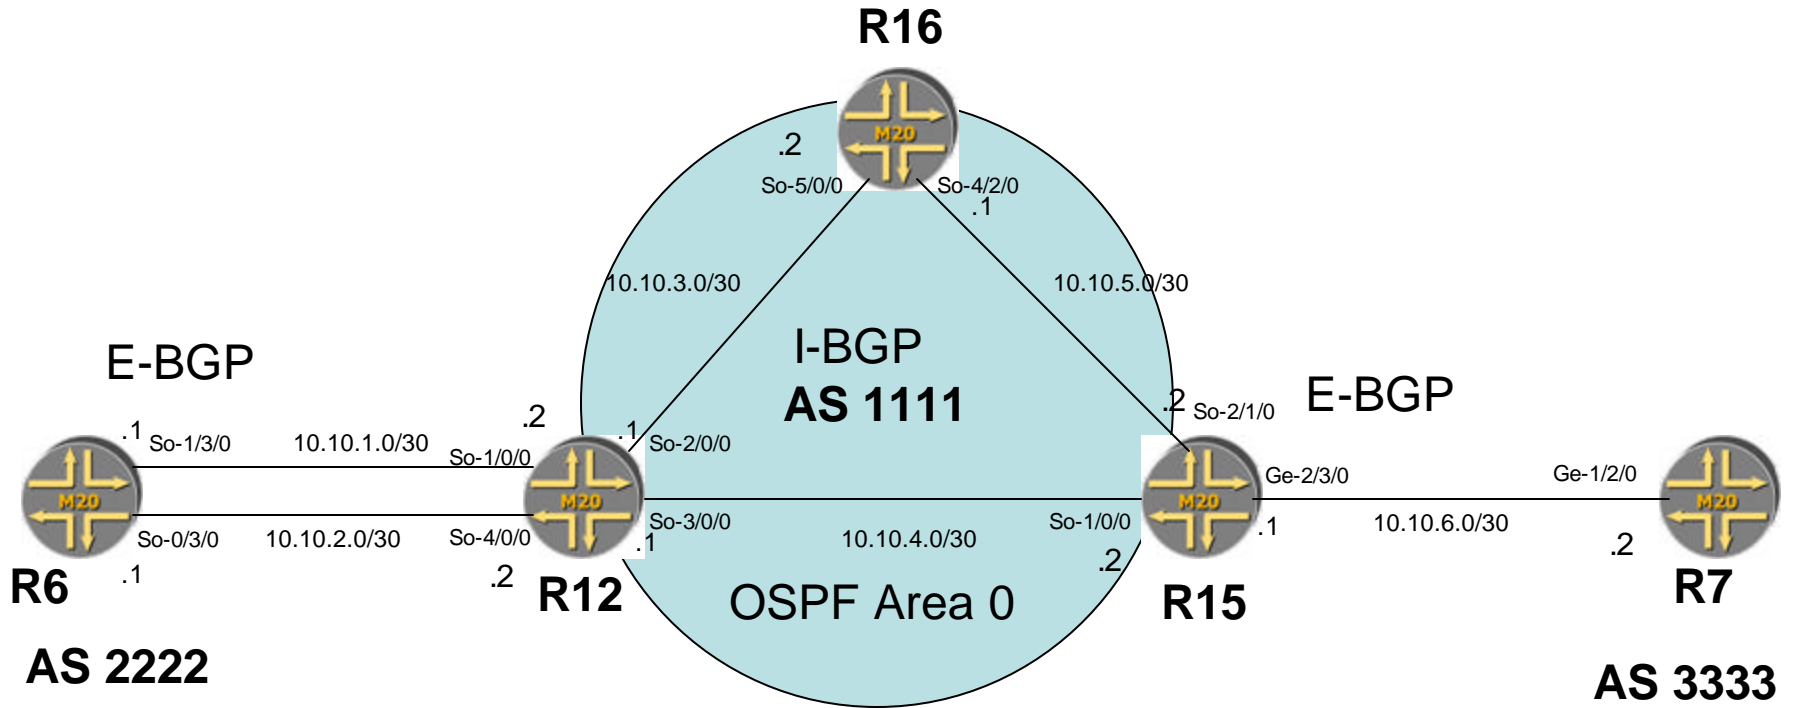 R16
M20
.2
So-5/0/0
So-4/2/0
.1
10.10.3.0/30
10.10.5.0/30
I-BGP
AS 1111
E-BGP
E-BGP
.1
So-1/3/0
10.10.1.0/30
So-1/0/0
.2
.1
So-2/0/0
.2
So-2/1/0
M20
M20
M20
M20
So-0/3/0
10.10.2.0/30
So-4/0/0
.1
.2
So-3/0/0
.1
10.10.4.0/30
So-1/0/0
.2
Ge-2/3/0
.1
10.10.6.0/30
Ge-1/2/0
.2
R6
R12
OSPF Area 0
R15
R7
AS 2222
AS 3333